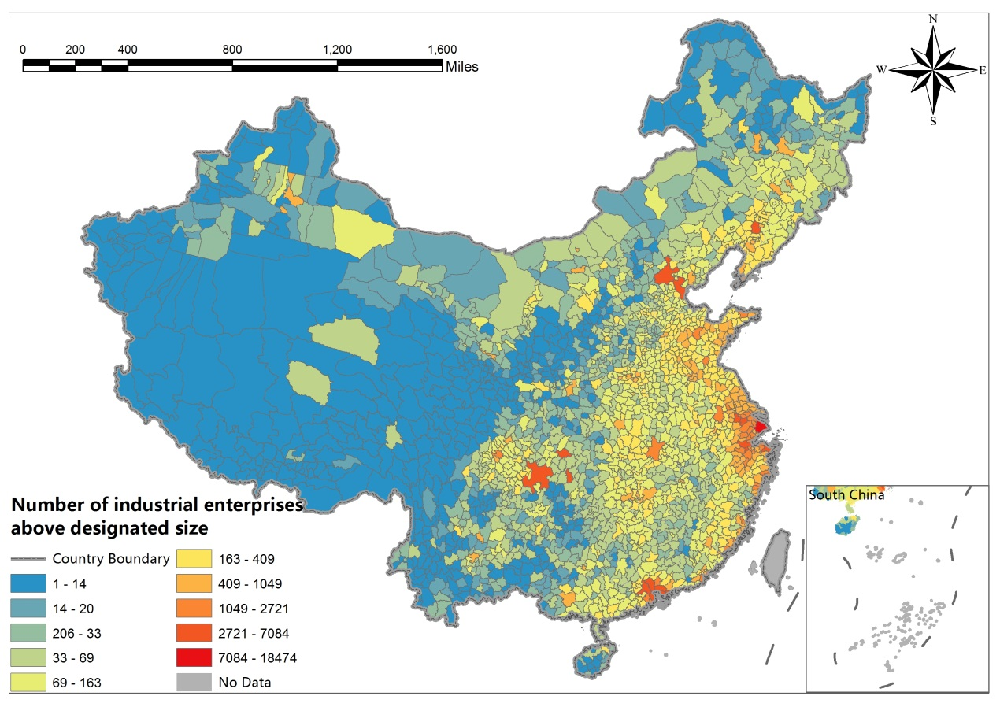 0 200 400 800 1,200 1,600
Miles
N
W E
S
Number of industrial enterprises
above designated size
Country Boundary
1 - 14
14 - 20
206 - 33
33 - 69
69 - 163
163 - 409
409 - 1049
1049 - 2721
2721 - 7084
7084 - 18474
No Data
South China